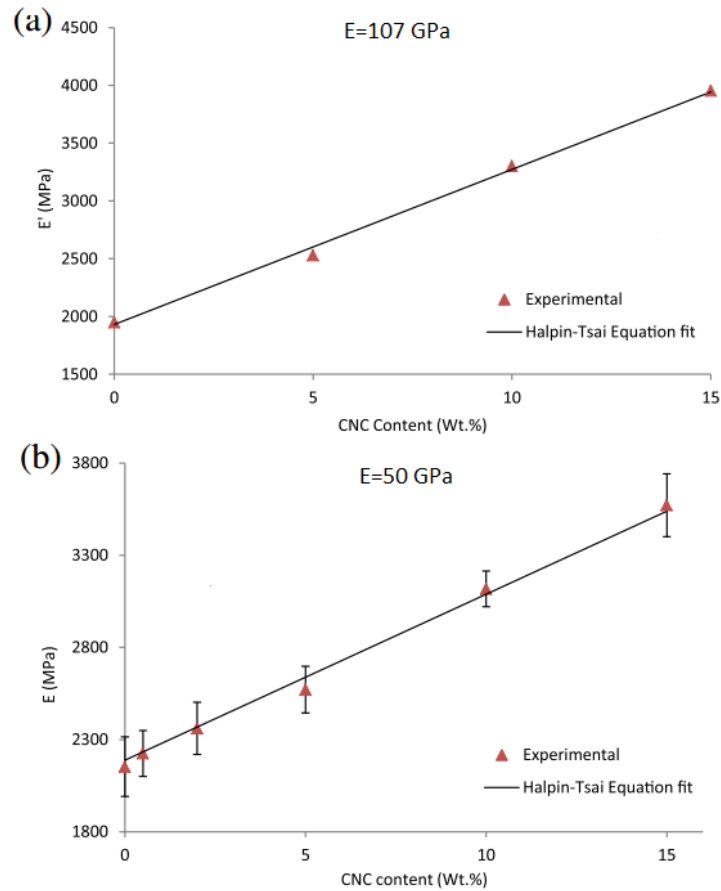 (a)
E=107 GPa
4500
4000
3500
3000
2500
2000
1500
E' (MPa)
Experimental
Halpin-Tsai Equation fit
0 5 10 15
CNC Content (Wt.%)
(b)
E=50 GPa
3800
3300
2800
2300
1800
E (MPa)
Experimental
Halpin-Tsai Equation fit
0 5 10 15
CNC content (Wt.%)